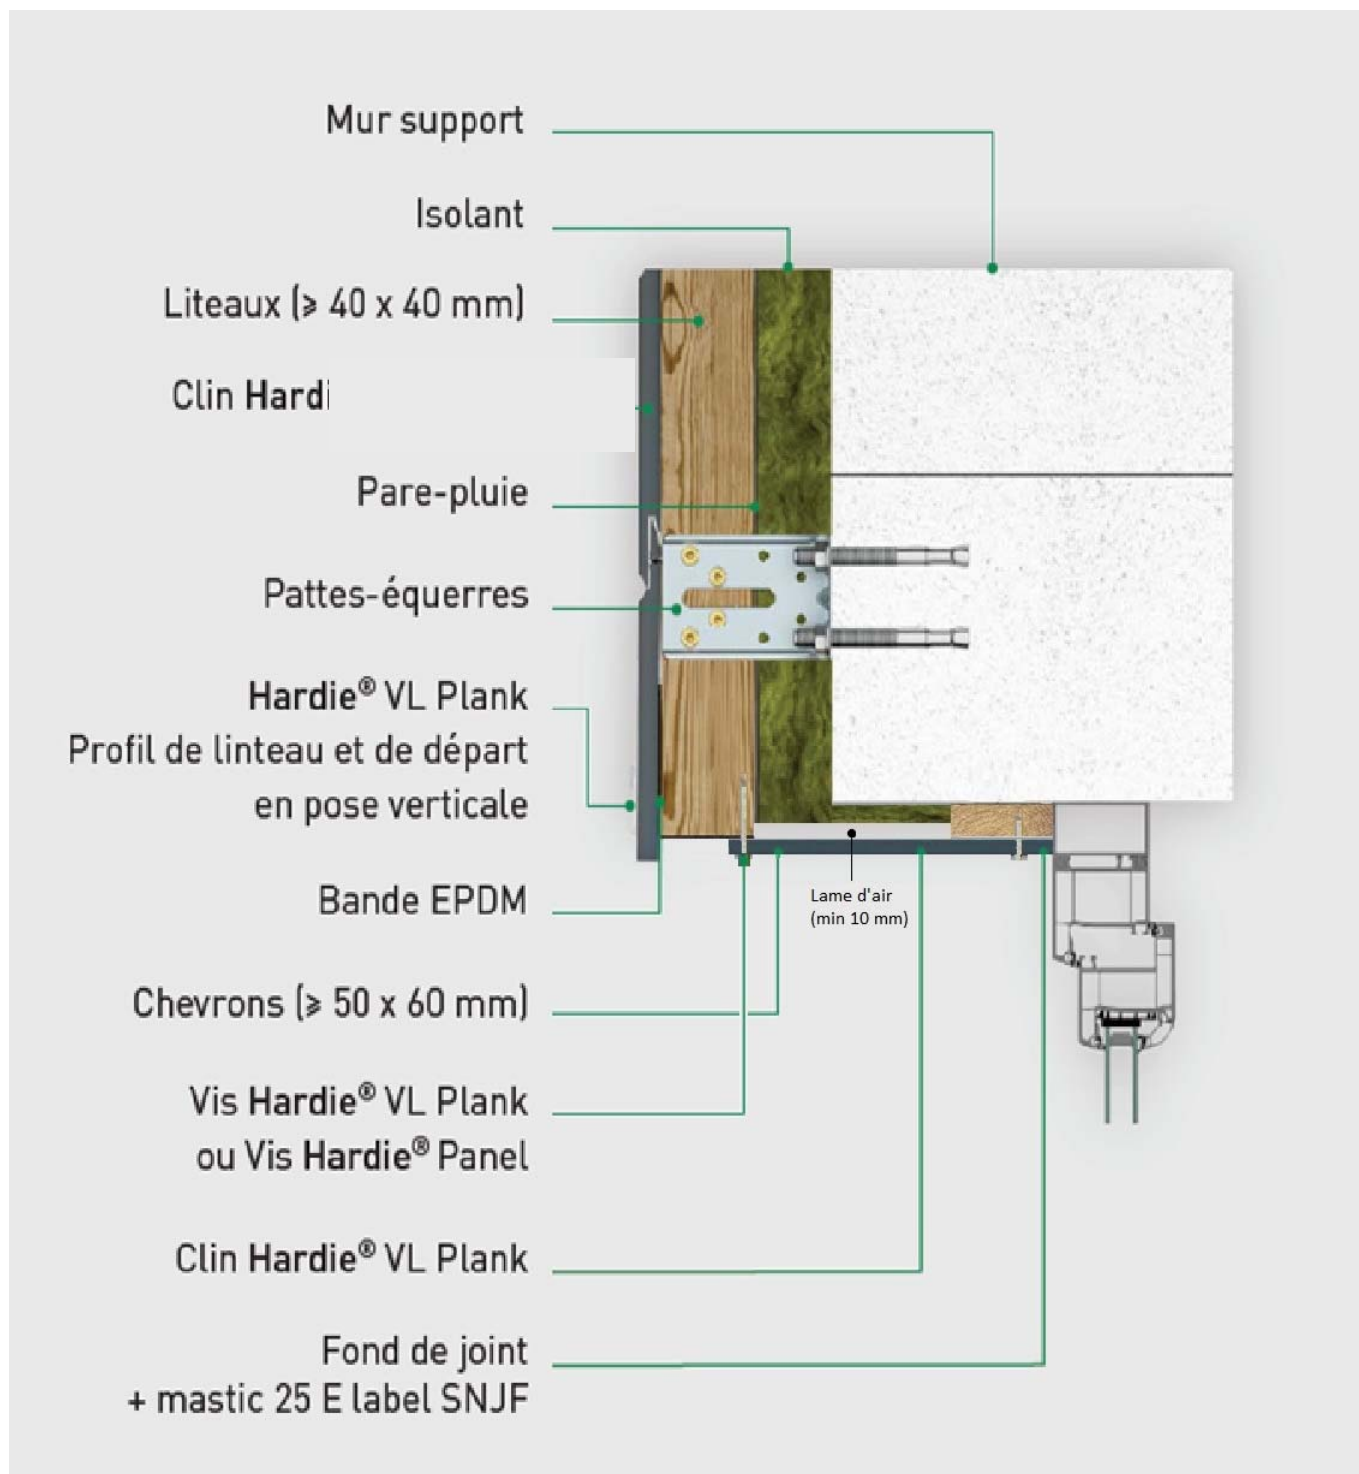 Mur support
Isolant
Liteaux (⩾ 40 x 40 mm)
Clin Hardi
Pare-pluie
Pattes-équerres
Hardie® VL Plank
Profil de linteau et de départ
en pose verticale
Bande EPDM
Lame d'air
(min 10 mm)
Chevrons (⩾ 50 x 60 mm)
Vis Hardie® VL Plank
ou Vis Hardie® Panel
Clin Hardie® VL Plank
Fond de joint
+ mastic 25 E label SNJF